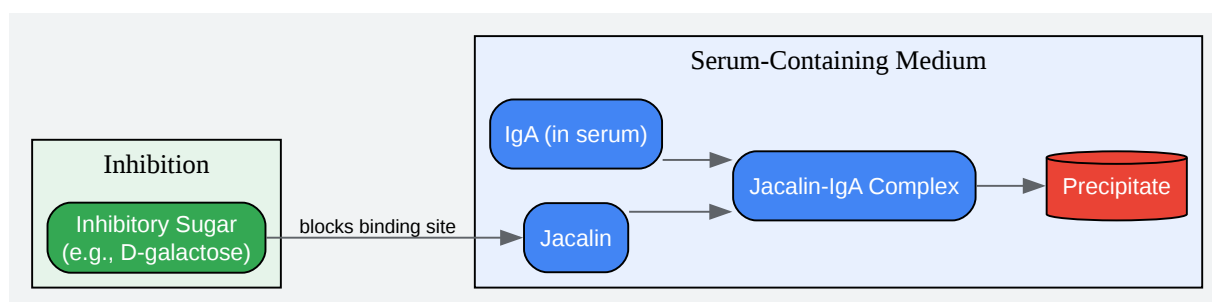 Serum-Containing Medium
IgA (in serum)
Inhibition
Jacalin-IgA Complex
Precipitate
Inhibitory Sugar
(e.g., D-galactose)
blocks binding site
Jacalin